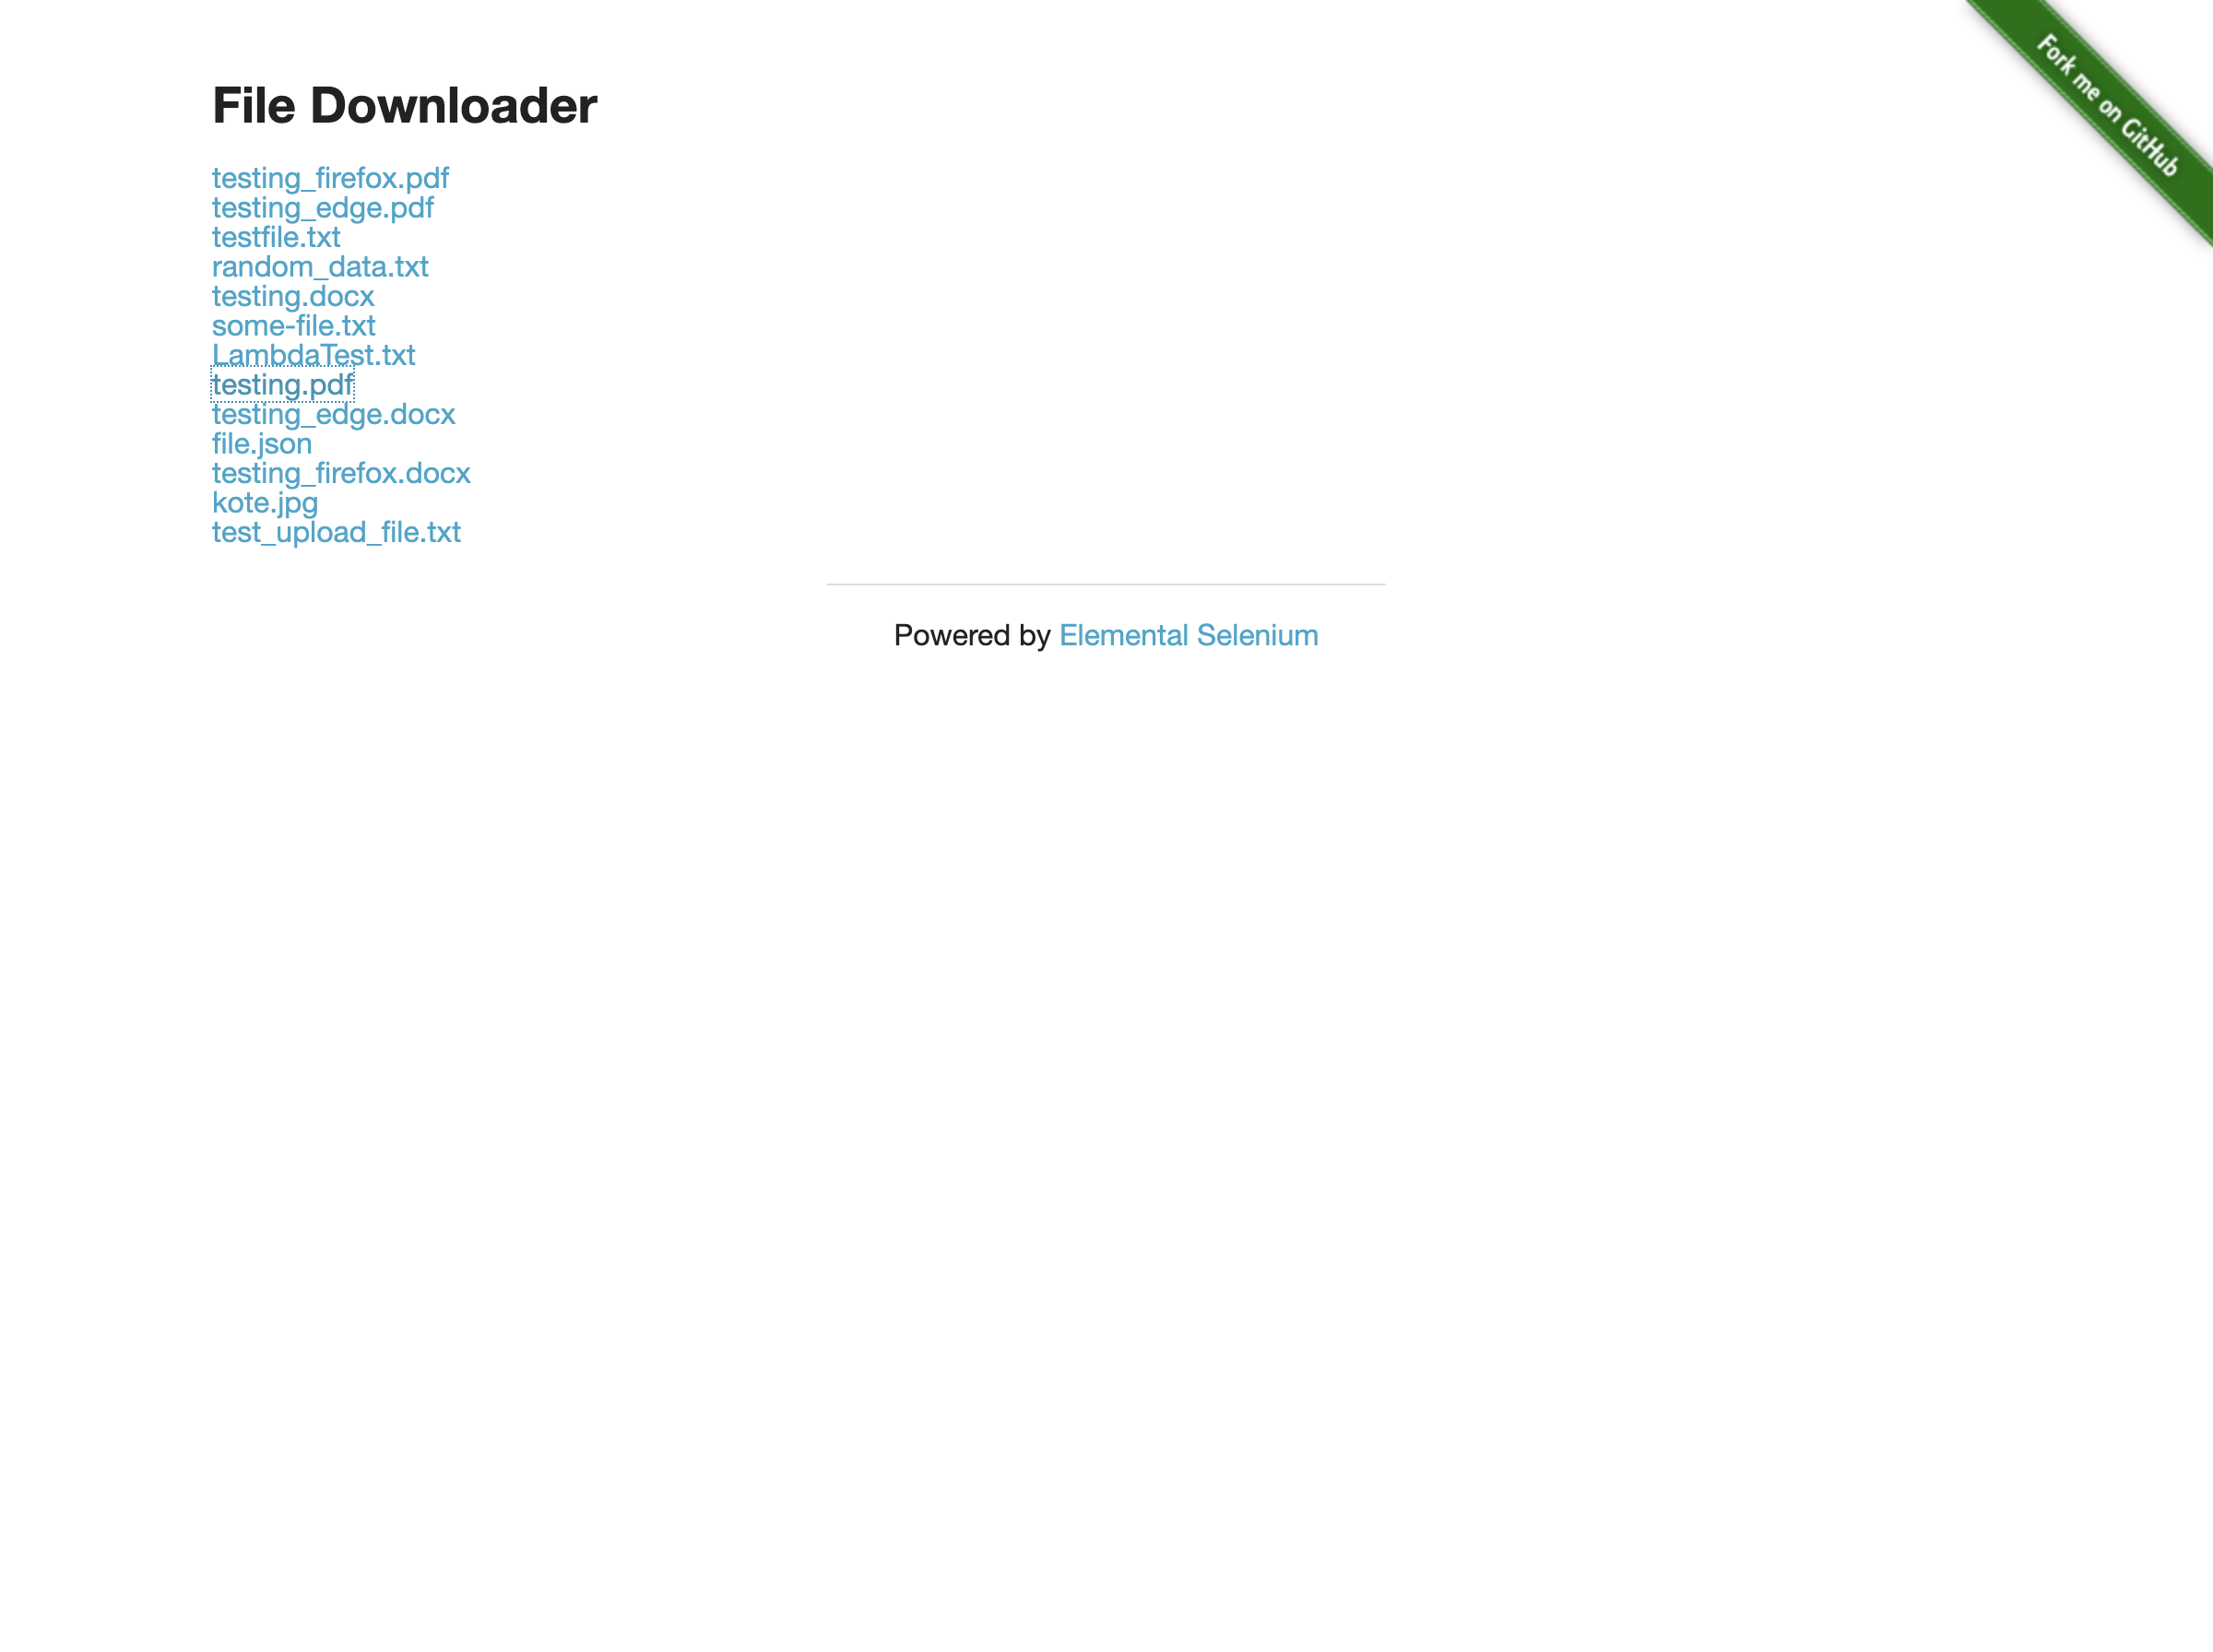 Fork me on GitHub
File Downloader
testing_firefox.pdf
testing_edge.pdf
testfile.txt
random_data.txt
testing.docx
some-file.txt
LambdaTest.txt
testing.pdf
testing_edge.docx
file.json
testing_firefox.docx
kote.jpg
test_upload_file.txt
Powered by Elemental Selenium